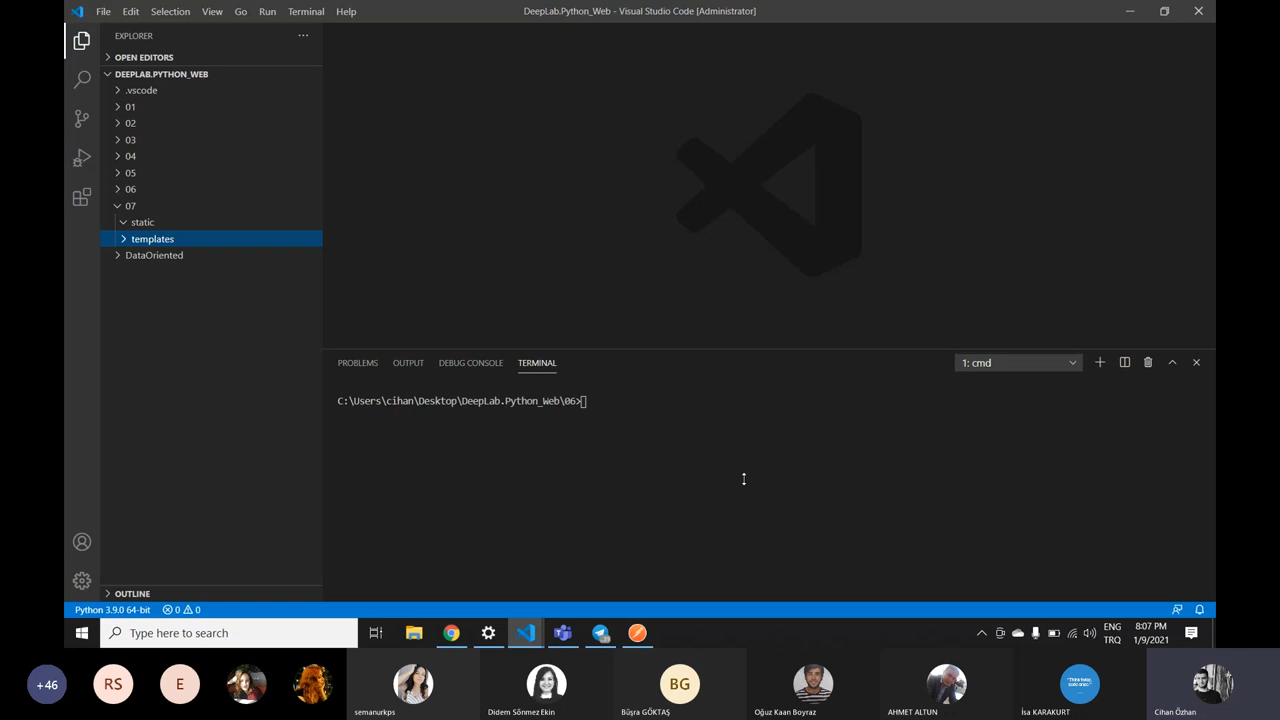 File Edit Selection View Go Run Terminal Help
DeepLab.Python_Web - Visual Studio Code [Administrator]
EXPLORER
OPEN EDITORS
DEEPLAB.PYTHON_WEB
.vscode
01
02
03
04
05
06
07
static
templates
DataOriented
PROBLEMS OUTPUT DEBUG CONSOLE TERMINAL
1: cmd
C:\Users\cihan\Desktop\DeepLab.Python_Web\06>
OUTLINE
Python 3.9.0 64-bit 0 0
Type here to search
ENG
TRQ
8:07 PM
1/9/2021
+46
RS
E
BG
semanurkps
Didem Sönmez Ekin
Büşra GÖKTAŞ
Oğuz Kaan Boyraz
AHMET ALTUN
İsa KARAKURT
Cihan Özhan